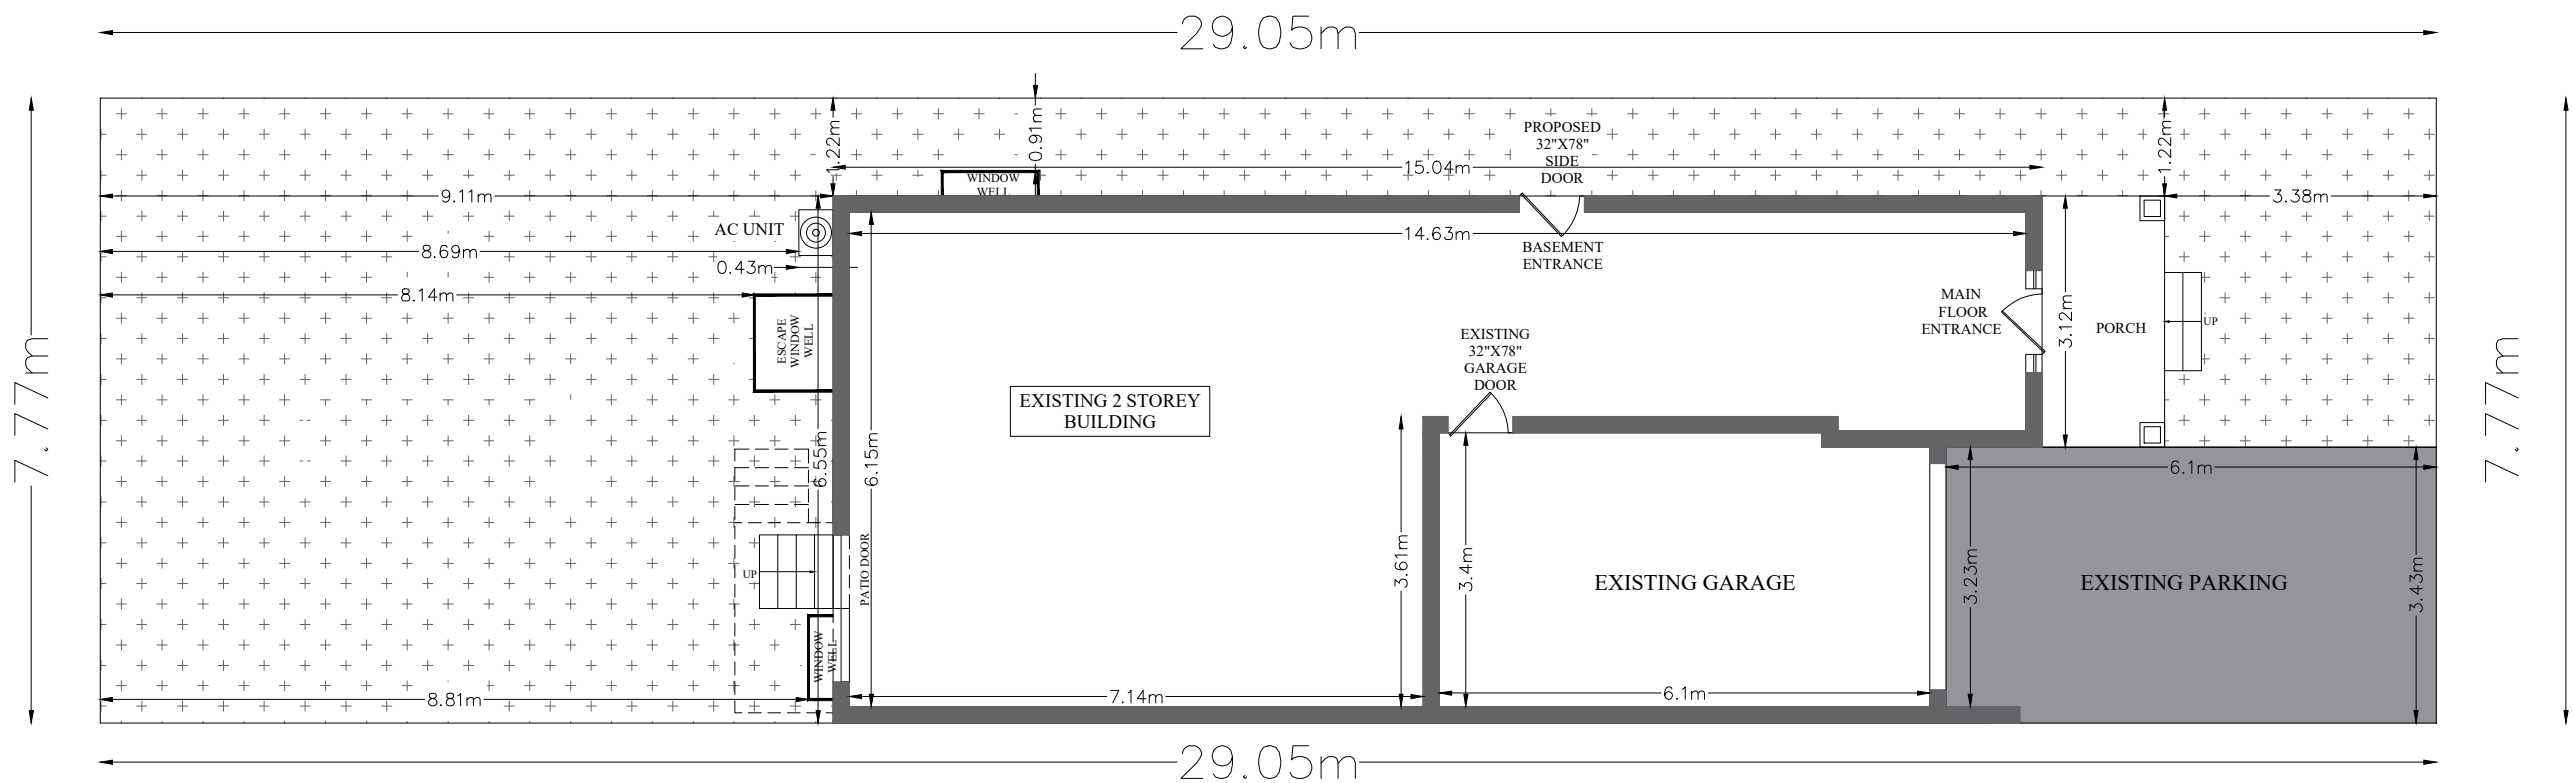 29.05m
0.91m
1.22m
1.22m
PROPOSED
32"X78"
SIDE
DOOR
15.04m
WINDOW
WELL
9.11m
3.38m
AC UNIT
14.63m
BASEMENT
ENTRANCE
8.69m
0.43m
8.14m
MAIN
FLOOR
ENTRANCE
3.12m
PORCH
UP
ESCAPE
WINDOW
WELL
EXISTING
32"X78"
GARAGE
DOOR
EXISTING 2 STOREY
BUILDING
7.77m
7.77m
6.55m
6.15m
6.1m
PATIO DOOR
UP
3.61m
3.4m
EXISTING GARAGE
3.23m
EXISTING PARKING
3.43m
WINDOW
WELL
8.81m
7.14m
6.1m
29.05m